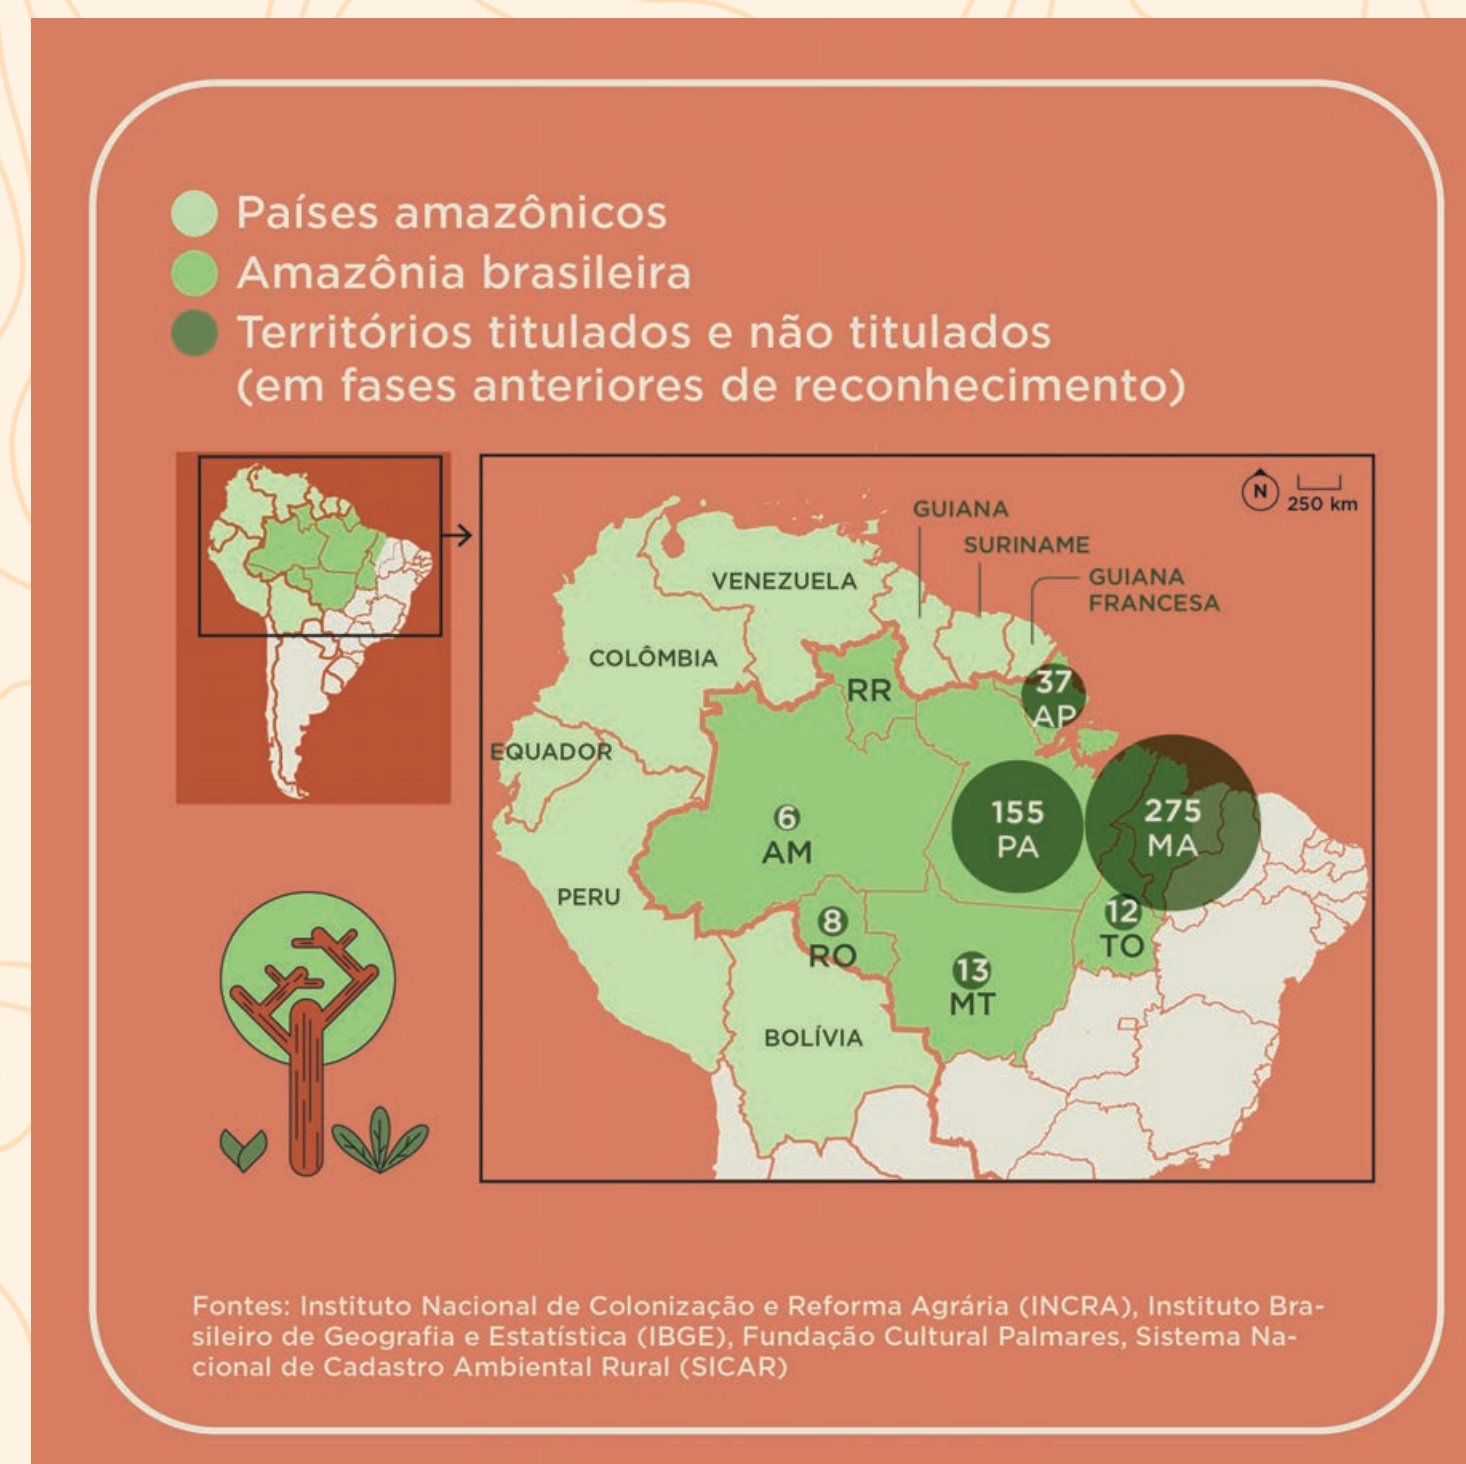 Países amazônicos
Amazônia brasileira
Territórios titulados e não titulados
(em fases anteriores de reconhecimento)
N
250 km
GUIANA
SURINAME
GUIANA
FRANCESA
VENEZUELA
COLÔMBIA
RR
37
AP
EQUADOR
6
AM
155
PA
275
MA
PERU
8
RO
12
TO
13
MT
BOLÍVIA
Fontes: Instituto Nacional de Colonização e Reforma Agrária (INCRA), Instituto Bra-
sileiro de Geografia e Estatística (IBGE), Fundação Cultural Palmares, Sistema Na-
cional de Cadastro Ambiental Rural (SICAR)